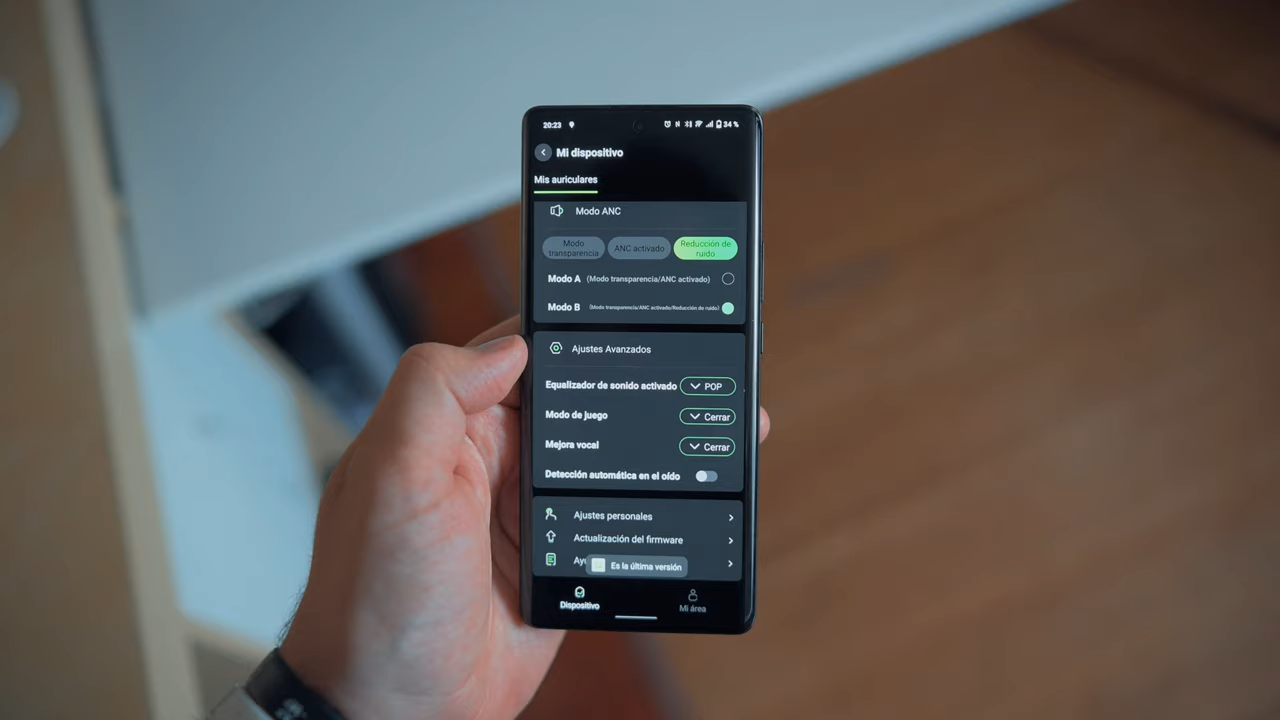 20:23
34 %
Mi dispositivo
Mis auriculares
Modo ANC
Modo transparencia
ANC activado
Reducción de ruido
Modo A (Modo transparencia/ANC activado)
Modo B (Modo transparencia/ANC activado/Reducción de ruido)
Ajustes Avanzados
Equalizador de sonido activado POP
Modo de juego Cerrar
Mejora vocal Cerrar
Detección automática en el oído
Ajustes personales
Actualización del firmware
Ay
Es la última versión
Dispositivo
Mi área